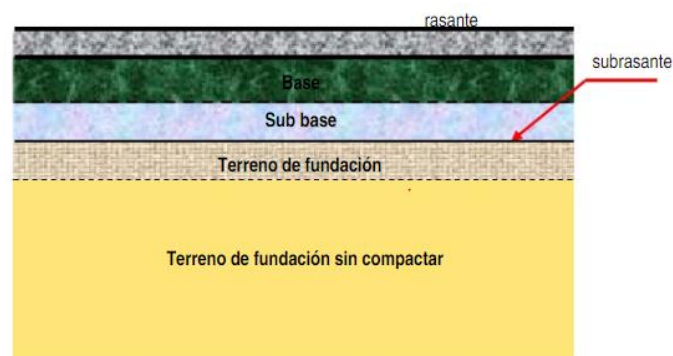 rasante
subrasante
Base
Sub base
Terreno de fundación
Terreno de fundación sin compactar